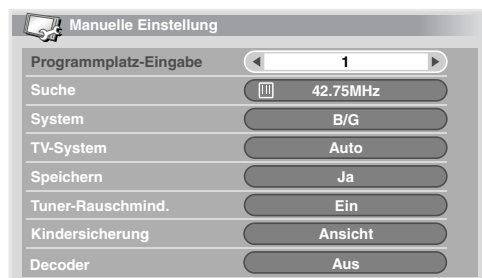 Manuelle Einstellung
Programmplatz-Eingabe 1
Suche 42.75MHz
System B/G
TV-System Auto
Speichern Ja
Tuner-Rauschmind. Ein
Kindersicherung Ansicht
Decoder Aus